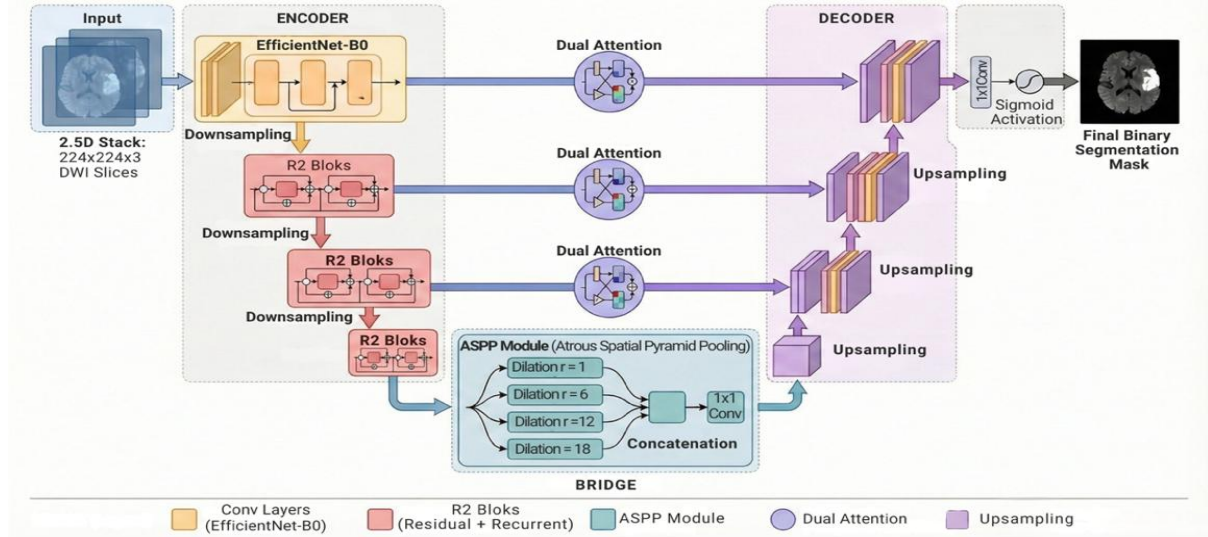 Input
ENCODER
DECODER
EfficientNet-B0
Dual Attention
1x1Conv
Sigmoid
Activation
Downsampling
2.5D Stack:
224x224x3
DWI Slices
Final Binary
Segmentation
Mask
R2 Bloks
Dual Attention
Upsampling
Downsampling
R2 Bloks
Dual Attention
Upsampling
Downsampling
R2 Bloks
ASPP Module (Atrous Spatial Pyramid Pooling)
Upsampling
Dilation r = 1
Dilation r = 6
Dilation r =12
Dilation = 18
1x1
Conv
Concatenation
BRIDGE
Conv Layers
(EfficientNet-B0)
R2 Bloks
(Residual + Recurrent)
ASPP Module
Dual Attention
Upsampling